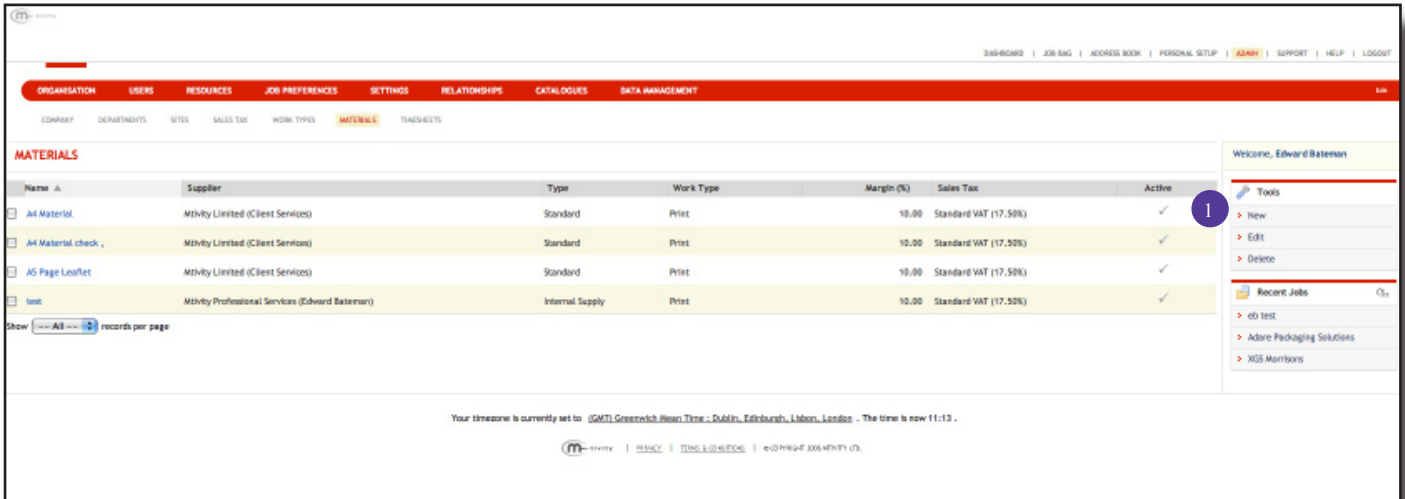 DASHBOARD | JOB BAG | ADDRESS BOOK | PERSONAL SETUP | ADMIN | SUPPORT | HELP | LOGOUT
ORGANISATION USERS RESOURCES JOB PREFERENCES SETTINGS RELATIONSHIPS CATALOGUES DATA MANAGEMENT
COMPANY DEPARTMENTS SITES SALES TAX WORK TYPES MATERIALS TIMESHEETS
MATERIALS
Welcome, Edward Bateman
Name Supplier Type Work Type Margin (%) Sales Tax Active
A4 Material Mtivity Limited (Client Services) Standard Print 10.00 Standard VAT (17.50%)
A4 Material check , Mtivity Limited (Client Services) Standard Print 10.00 Standard VAT (17.50%)
A5 Page Leaflet Mtivity Limited (Client Services) Standard Print 10.00 Standard VAT (17.50%)
test Mtivity Professional Services (Edward Bateman) Internal Supply Print 10.00 Standard VAT (17.50%)
Show -- All -- records per page
Tools
1
New
Edit
Delete
Recent Jobs
eb test
Adare Packaging Solutions
XGS Morrisons
Your timezone is currently set to (GMT) Greenwich Mean Time : Dublin, Edinburgh, Lisbon, London . The time is now 11:13 .
m | PRIVACY | TERMS & CONDITIONS | © COPYRIGHT 2006 MTIVITY LTD.